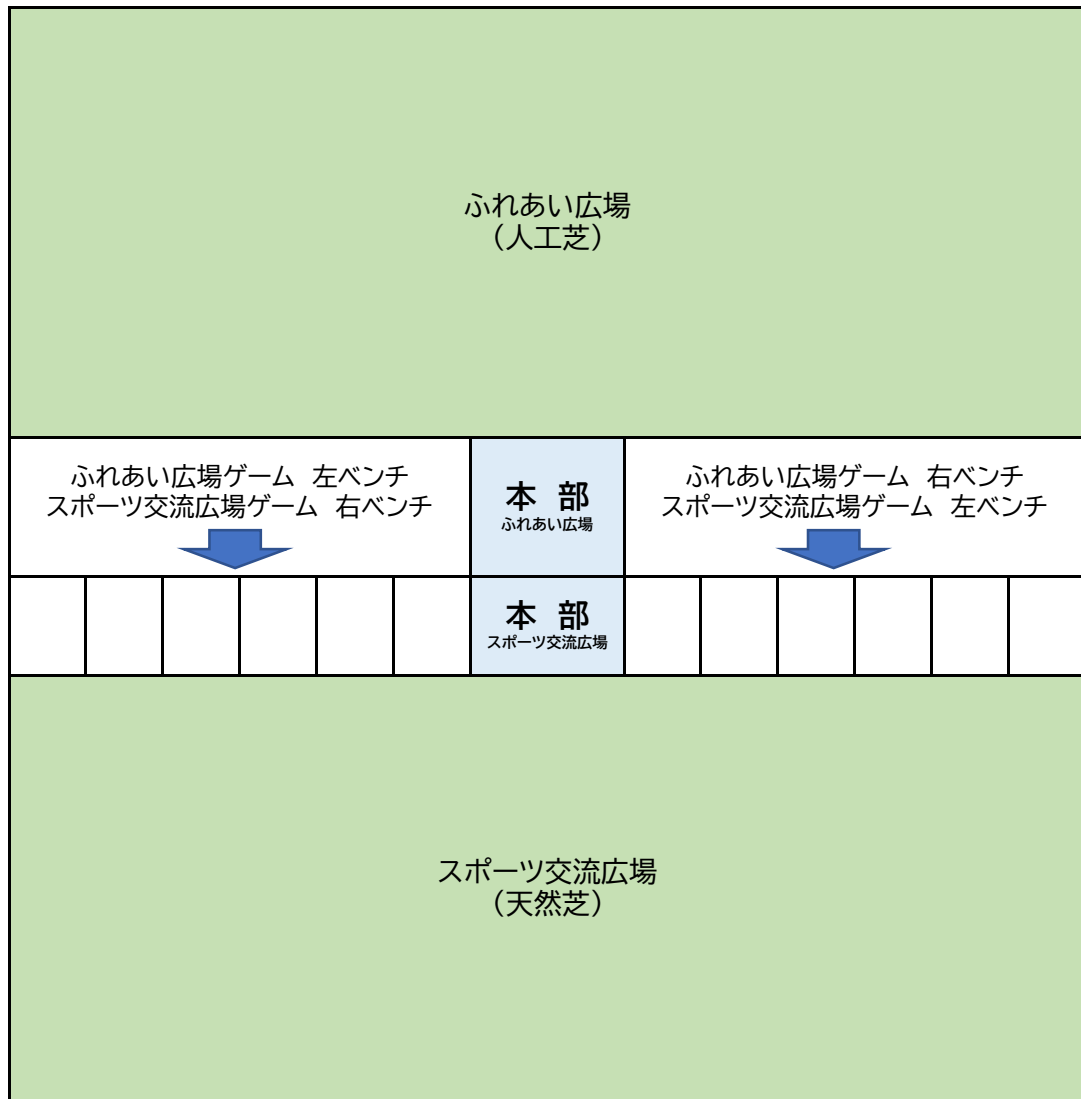 ふれあい広場
（人工芝）
ふれあい広場ゲーム　左ベンチ
スポーツ交流広場ゲーム　右ベンチ
本　部
ふれあい広場
ふれあい広場ゲーム　右ベンチ
スポーツ交流広場ゲーム　左ベンチ
本　部
スポーツ交流広場
スポーツ交流広場
（天然芝）